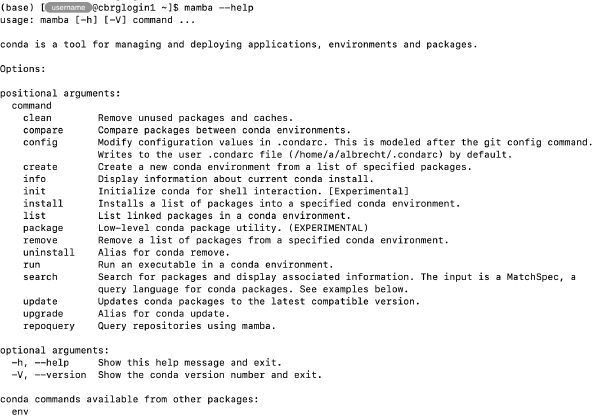 (base) [username@cbrglogin1 ~]$ mamba --help
usage: mamba [-h] [-V] command ...

conda is a tool for managing and deploying applications, environments and packages.

Options:

positional arguments:
  command
    clean        Remove unused packages and caches.
    compare      Compare packages between conda environments.
    config       Modify configuration values in .condarc. This is modeled after the git config command.
                 Writes to the user .condarc file (/home/a/albrecht/.condarc) by default.
    create       Create a new conda environment from a list of specified packages.
    info         Display information about current conda install.
    init         Initialize conda for shell interaction. [Experimental]
    install      Installs a list of packages into a specified conda environment.
    list         List linked packages in a conda environment.
    package      Low-level conda package utility. (EXPERIMENTAL)
    remove       Remove a list of packages from a specified conda environment.
    uninstall    Alias for conda remove.
    run          Run an executable in a conda environment.
    search       Search for packages and display associated information. The input is a MatchSpec, a
                 query language for conda packages. See examples below.
    update       Updates conda packages to the latest compatible version.
    upgrade      Alias for conda update.
    repoquery    Query repositories using mamba.

optional arguments:
  -h, --help     Show this help message and exit.
  -V, --version  Show the conda version number and exit.

conda commands available from other packages:
  env